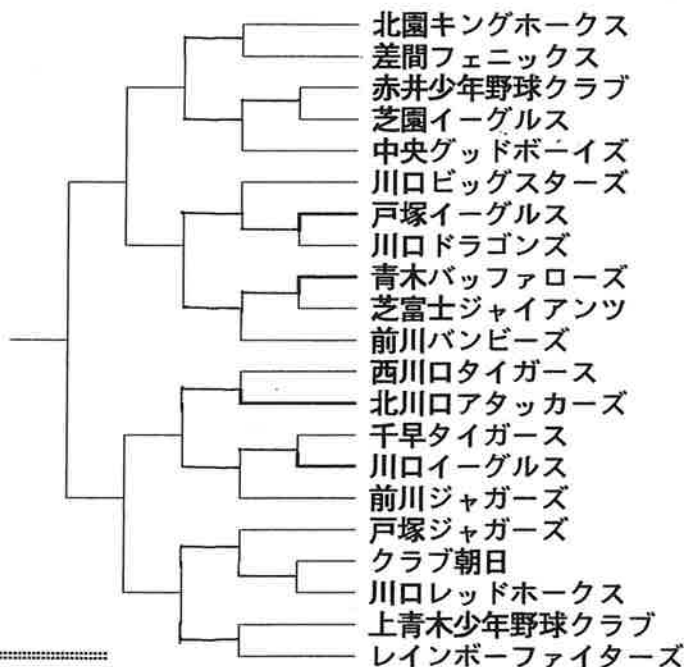 北園キングホークス
差間フェニックス
赤井少年野球クラブ
芝園イーグルス
中央グッドボーイズ
川口ビッグスターズ
戸塚イーグルス
川口ドラゴンズ
青木バッファローズ
芝富士ジャイアンツ
前川バンビーズ
西川口タイガース
北川口アタッカーズ
千早タイガース
川口イーグルス
前川ジャガーズ
戸塚ジャガーズ
クラブ朝日
川口レッドホークス
上青木少年野球クラブ
レインボーファイターズ